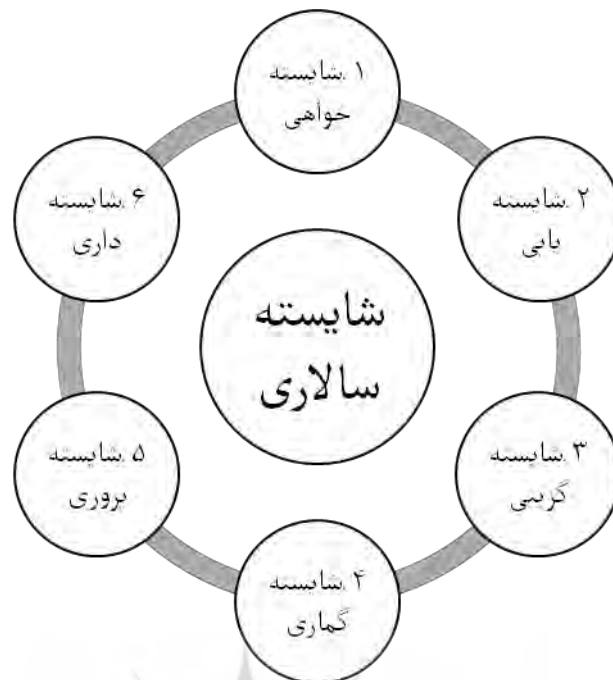 ۱.شایسته
خواهی
۲.شایسته
یابی
۳.شایسته
گزینی
۴.شایسته
گماری
۵.شایسته
پروری
۶.شایسته
داری
شایسته
سالاری